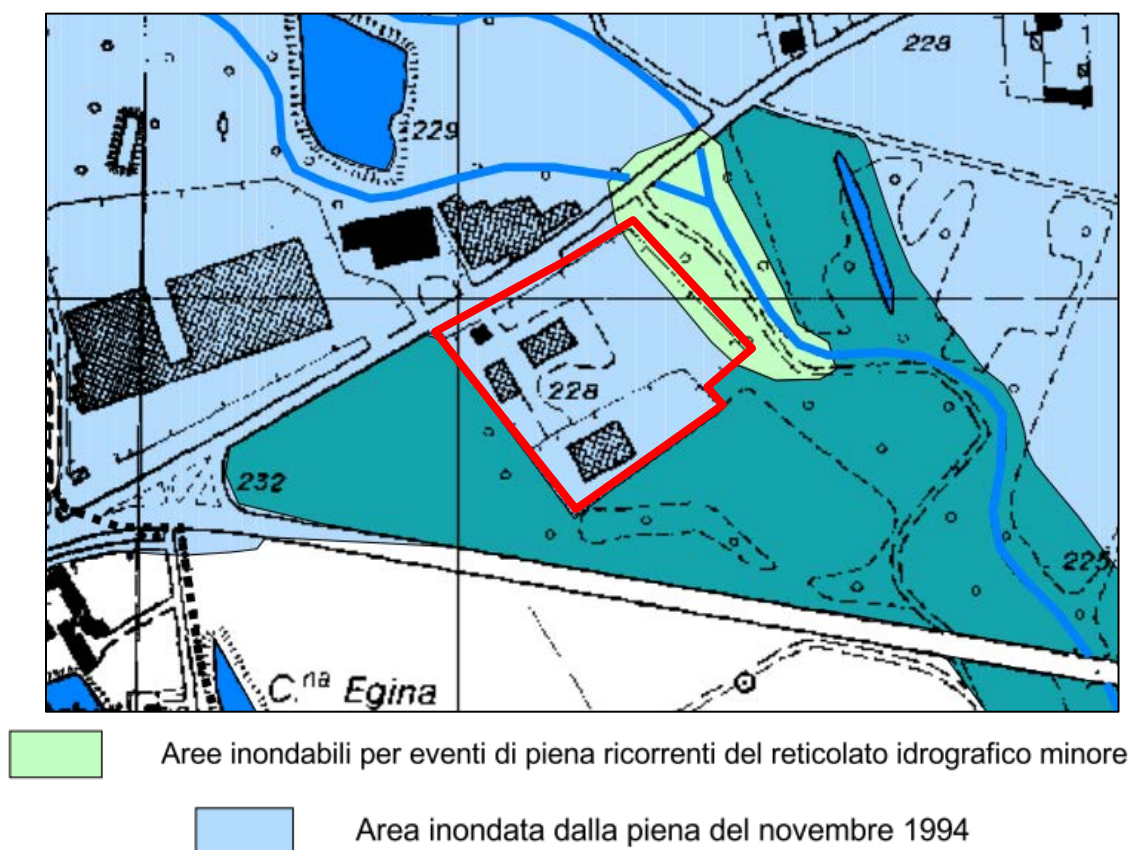 228
229
228
232
225
C.na Egina
Aree inondabili per eventi di piena ricorrenti del reticolato idrografico minore
Area inondata dalla piena del novembre 1994